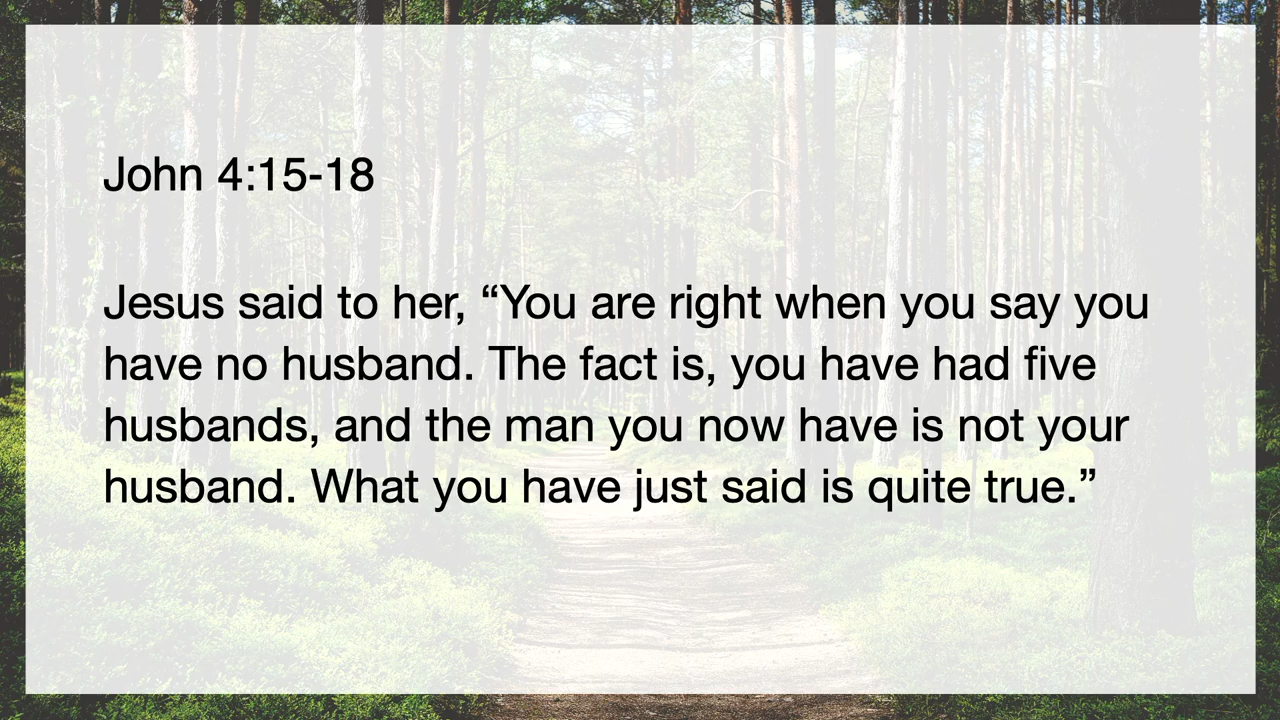 John 4:15-18
Jesus said to her, “You are right when you say you
have no husband. The fact is, you have had five
husbands, and the man you now have is not your
husband. What you have just said is quite true.”